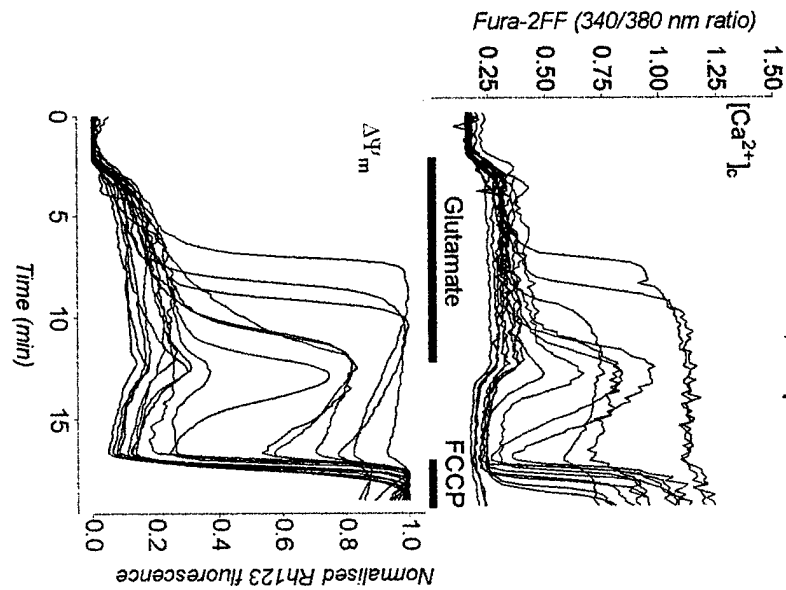 Fura-2FF (340/380 nm ratio)
0.25 0.50 0.75 1.00 1.25 1.50
[Ca²⁺]c
Glutamate
FCCP
ΔΨm
0 5 10 15
Time (min)
0.0 0.2 0.4 0.6 0.8 1.0
Normalised Rh123 fluorescence